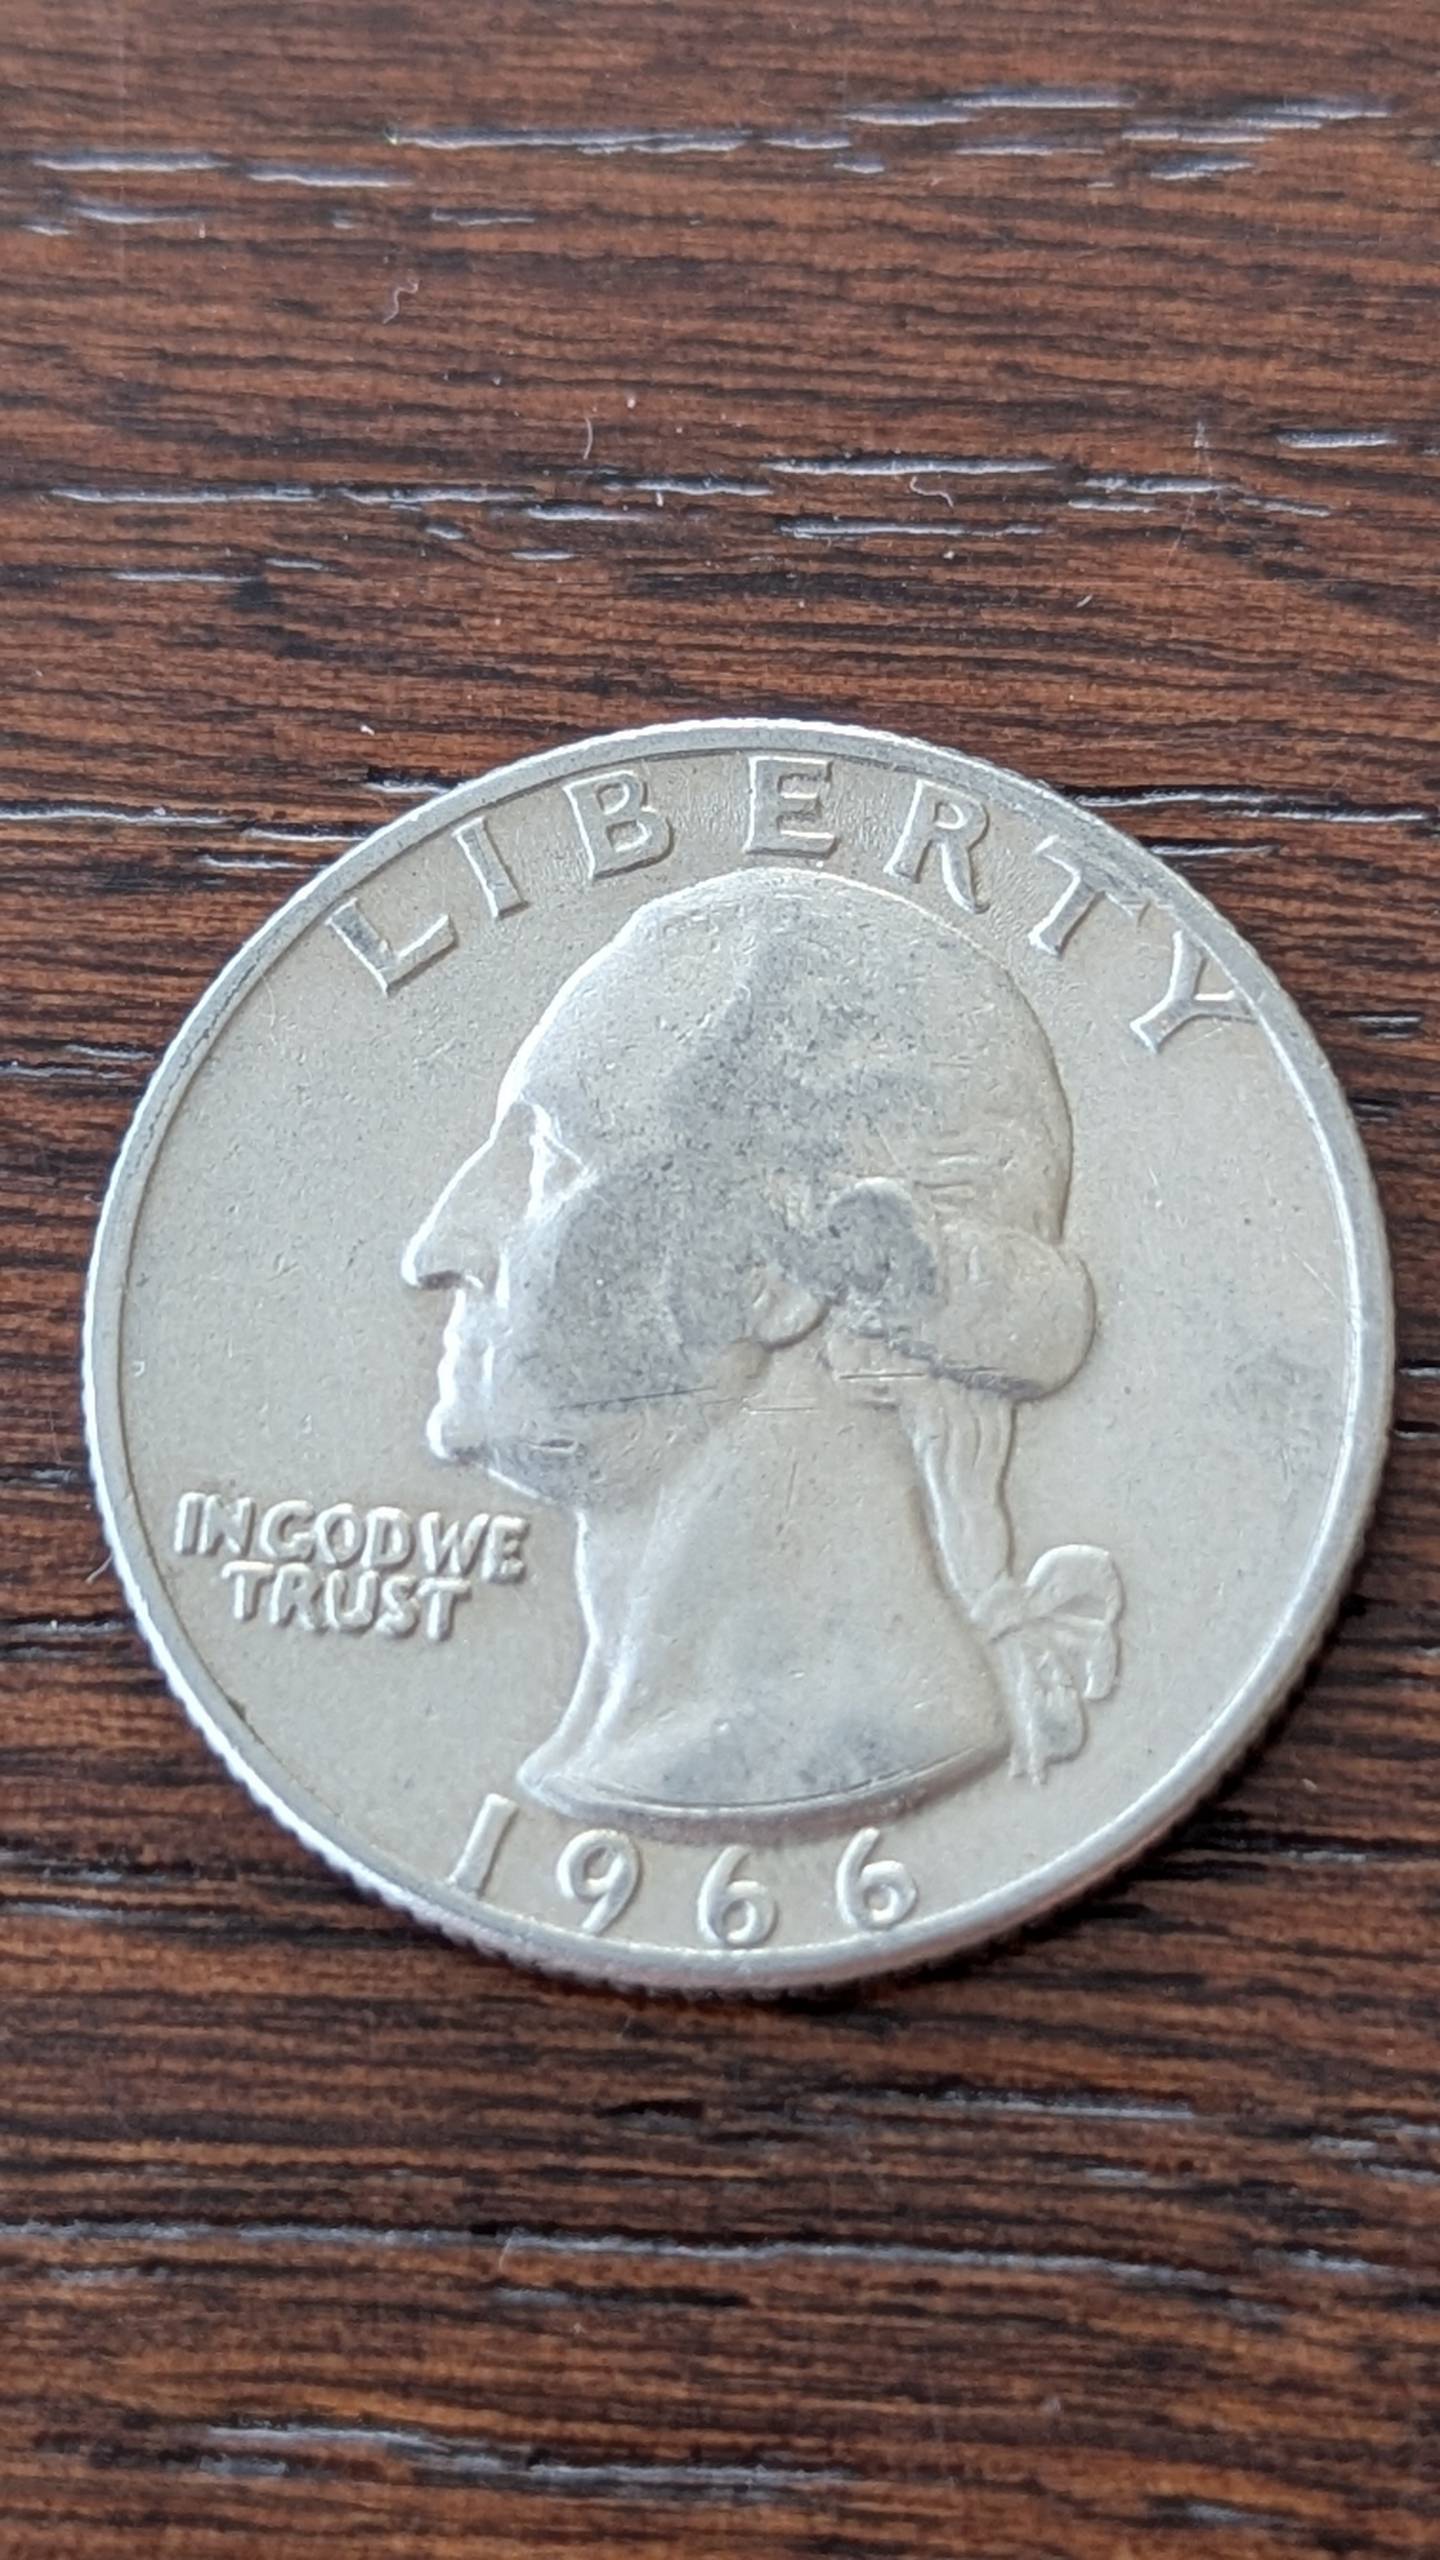 LIBERTY
IN GOD WE
TRUST
1966